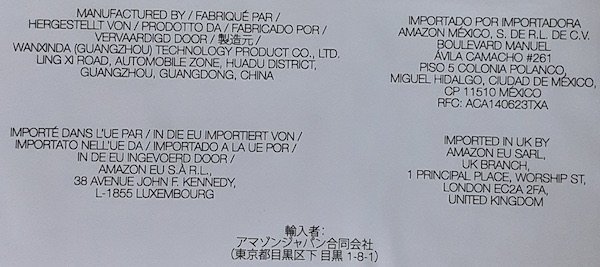 MANUFACTURED BY / FABRIQUÉ PAR /
HERGESTELLT VON / PRODOTTO DA / FABRICADO POR /
VERVAARDIGD DOOR / 製造元 /
WANXINDA (GUANGZHOU) TECHNOLOGY PRODUCT CO., LTD.
LING XI ROAD, AUTOMOBILE ZONE, HUADU DISTRICT,
GUANGZHOU, GUANGDONG, CHINA
IMPORTADO POR IMPORTADORA
AMAZON MÉXICO, S. DE R.L. DE C.V.
BOULEVARD MANUEL
ÁVILA CAMACHO #261
PISO 5 COLONIA POLANCO,
MIGUEL HIDALGO, CIUDAD DE MÉXICO,
CP 11510 MÉXICO
RFC: ACA140623TXA
IMPORTÉ DANS L'UE PAR / IN DIE EU IMPORTIERT VON /
IMPORTATO NELL'UE DA / IMPORTADO A LA UE POR /
IN DE EU INGEVOERD DOOR /
AMAZON EU S.À R.L.,
38 AVENUE JOHN F. KENNEDY,
L-1855 LUXEMBOURG
IMPORTED IN UK BY
AMAZON EU SARL,
UK BRANCH,
1 PRINCIPAL PLACE, WORSHIP ST,
LONDON EC2A 2FA,
UNITED KINGDOM
輸入者:
アマゾンジャパン合同会社
(東京都目黒区下目黒 1-8-1)